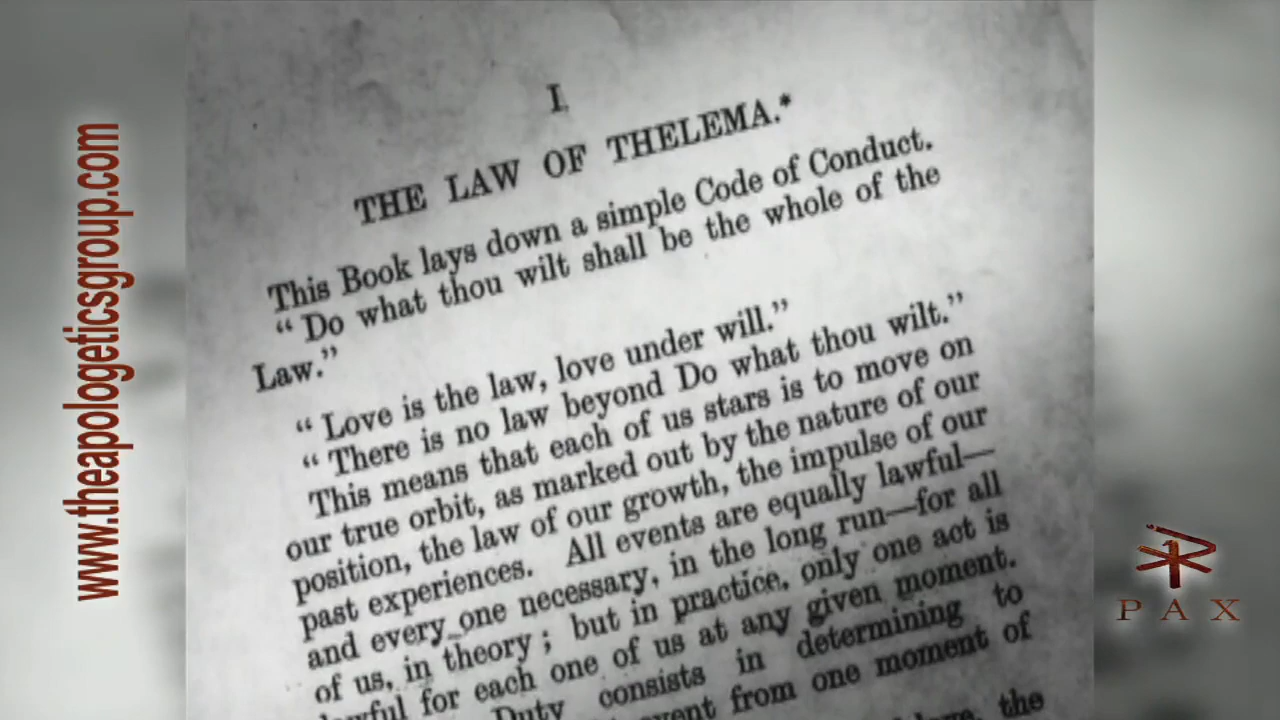 www.theapologeticsgroup.com
I.
THE LAW OF THELEMA.*
This Book lays down a simple Code of Conduct.
“ Do what thou wilt shall be the whole of the
Law.”
“ Love is the law, love under will.”
“ There is no law beyond Do what thou wilt.”
This means that each of us stars is to move on
our true orbit, as marked out by the nature of our
position, the law of our growth, the impulse of our
past experiences. All events are equally lawful—
and every one necessary, in the long run—for all
of us, in theory ; but in practice, only one act is
lawful for each one of us at any given moment.
Duty consists in determining to
event from one moment of
the
PAX